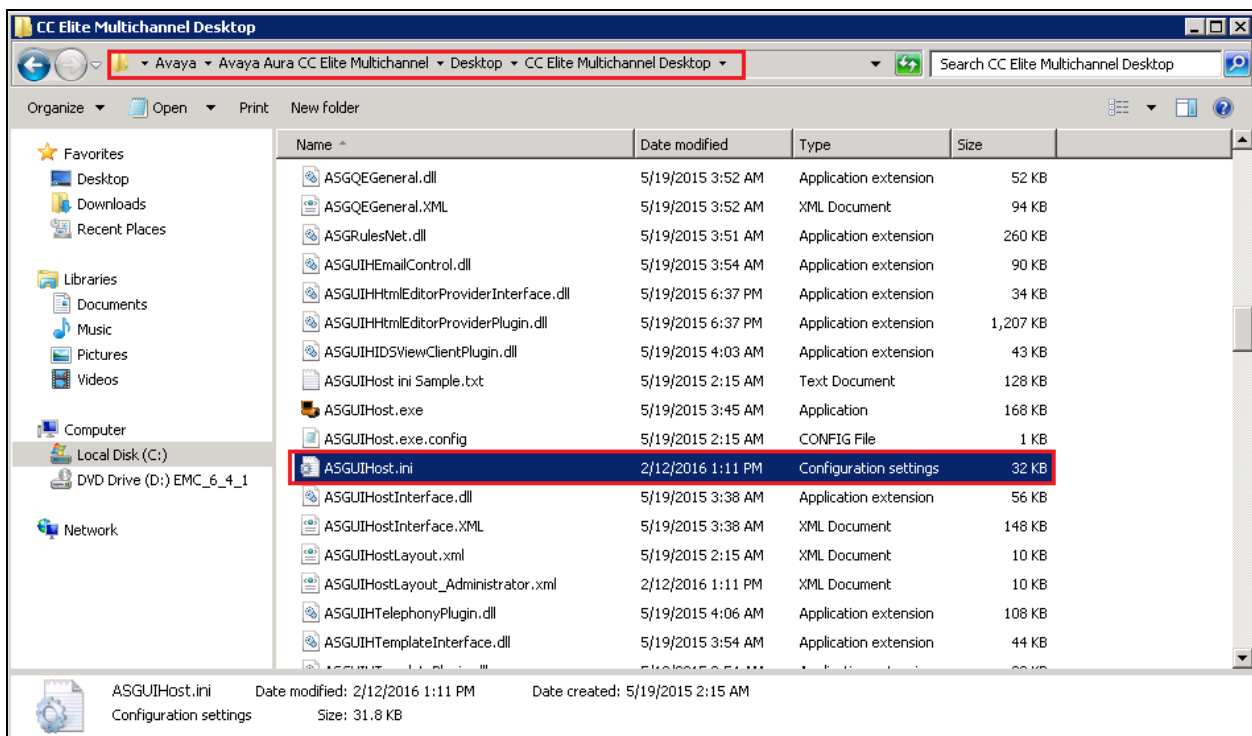 CC Elite Multichannel Desktop
Avaya Avaya Aura CC Elite Multichannel Desktop CC Elite Multichannel Desktop Search CC Elite Multichannel Desktop
Organize Open Print New folder
Name Date modified Type Size
Favorites
Desktop
Downloads
Recent Places
Libraries
Documents
Music
Pictures
Videos
Computer
Local Disk (C:)
DVD Drive (D:) EMC_6_4_1
Network
ASGQEGeneral.dll 5/19/2015 3:52 AM Application extension 52 KB
ASGQEGeneral.XML 5/19/2015 3:52 AM XML Document 94 KB
ASGRulesNet.dll 5/19/2015 3:51 AM Application extension 260 KB
ASGUIHEmailControl.dll 5/19/2015 3:54 AM Application extension 90 KB
ASGUIHHtmlEditorProviderInterface.dll 5/19/2015 6:37 PM Application extension 34 KB
ASGUIHHtmlEditorProviderPlugin.dll 5/19/2015 6:37 PM Application extension 1,207 KB
ASGUIHIDSViewClientPlugin.dll 5/19/2015 4:03 AM Application extension 43 KB
ASGUIHost ini Sample.txt 5/19/2015 2:15 AM Text Document 128 KB
ASGUIHost.exe 5/19/2015 3:45 AM Application 168 KB
ASGUIHost.exe.config 5/19/2015 2:15 AM CONFIG File 1 KB
ASGUIHost.ini 2/12/2016 1:11 PM Configuration settings 32 KB
ASGUIHostInterface.dll 5/19/2015 3:38 AM Application extension 56 KB
ASGUIHostInterface.XML 5/19/2015 3:38 AM XML Document 148 KB
ASGUIHostLayout.xml 5/19/2015 2:15 AM XML Document 10 KB
ASGUIHostLayout_Administrator.xml 2/12/2016 1:11 PM XML Document 10 KB
ASGUIHTelephonyPlugin.dll 5/19/2015 4:06 AM Application extension 108 KB
ASGUIHTemplateInterface.dll 5/19/2015 3:54 AM Application extension 44 KB
ASGUIHost.ini Date modified: 2/12/2016 1:11 PM Date created: 5/19/2015 2:15 AM
Configuration settings Size: 31.8 KB